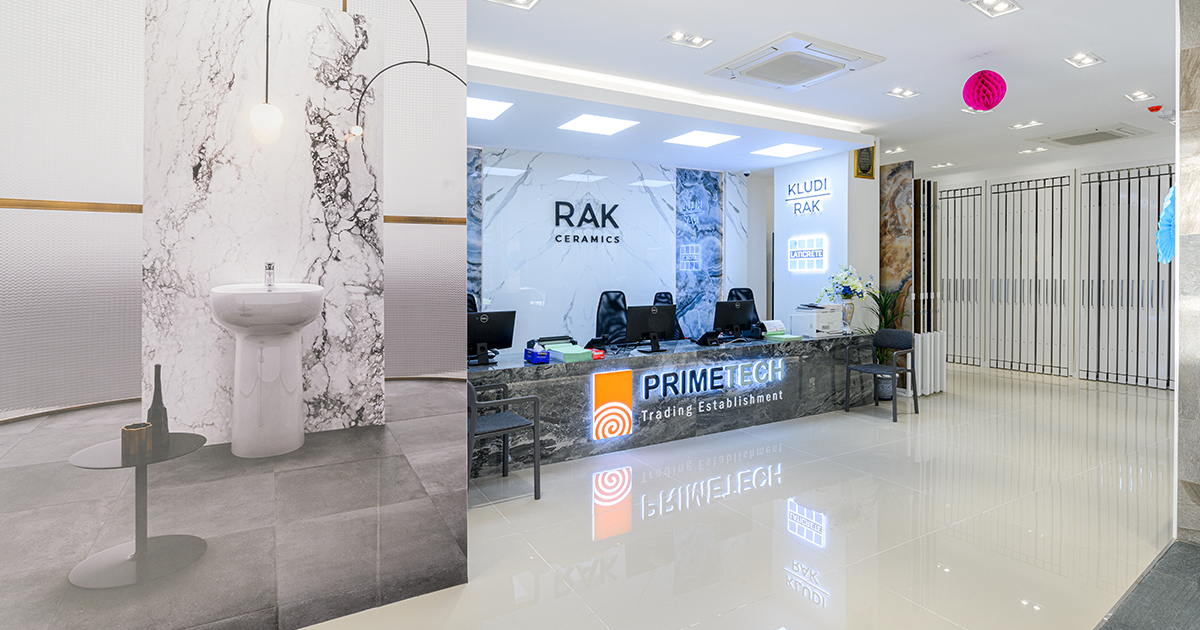 RAK
CERAMICS
KLUDI
RAK
LATICRETE
PRIMETECH
Trading Establishment